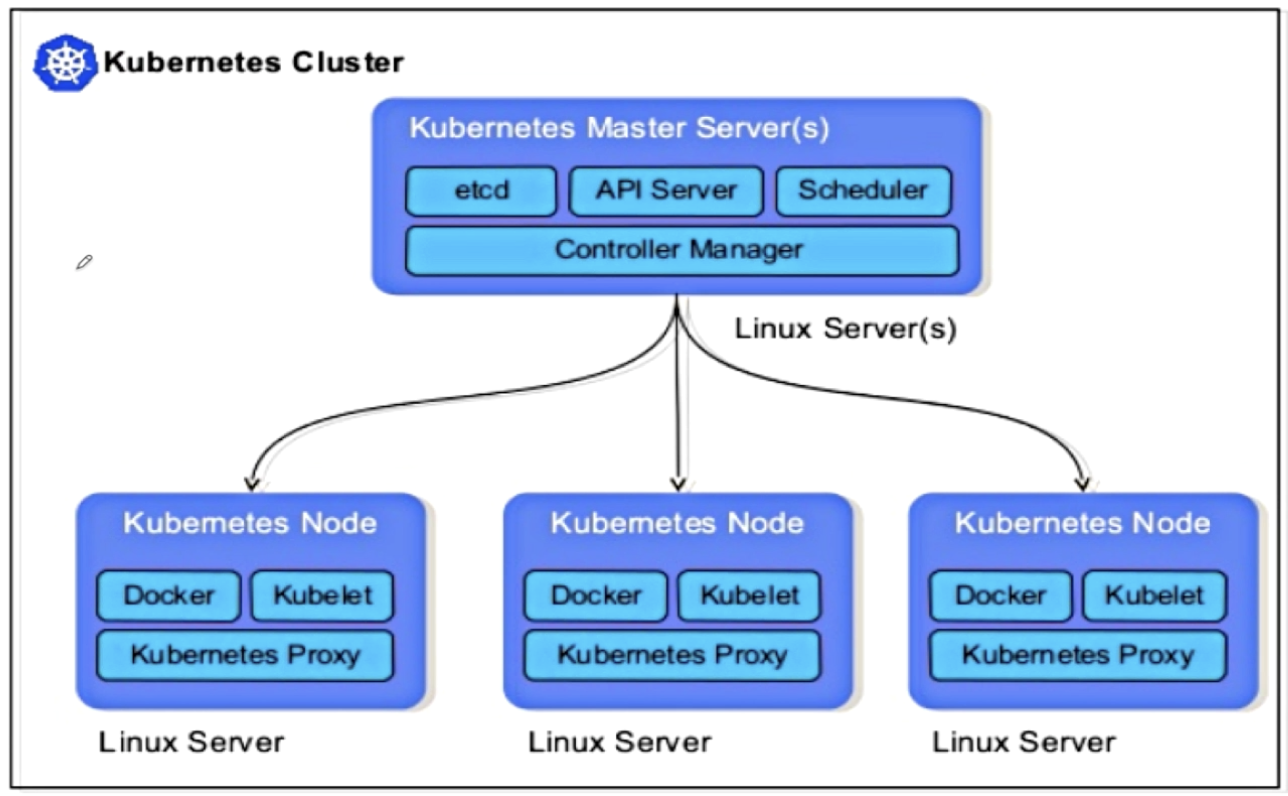 Kubernetes Cluster
Kubernetes Master Server(s)
etcd API Server Scheduler
Controller Manager
Linux Server(s)
Kubernetes Node Kubernetes Node Kubernetes Node
Docker Kubelet Docker Kubelet Docker Kubelet
Kubernetes Proxy Kubernetes Proxy Kubernetes Proxy
Linux Server Linux Server Linux Server